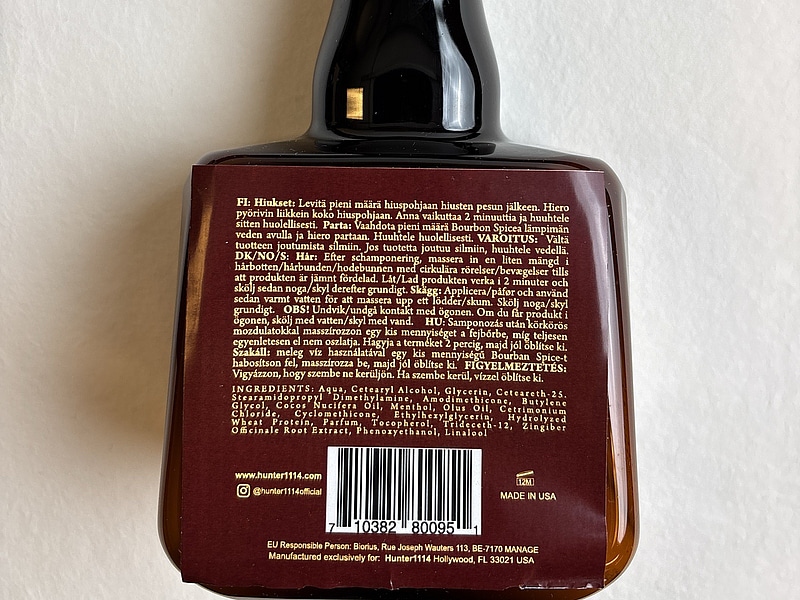 FI: Hiukset: Levitä pieni määrä hiuspohjaan hiusten pesun jälkeen. Hiero
pyörivin liikkein koko hiuspohjaan. Anna vaikuttaa 2 minuuttia ja huuhtele
sitten huolellisesti. Parta: Vaahdota pieni määrä Bourbon Spicea lämpimän
veden avulla ja hiero partaan. Huuhtele huolellisesti. VAROITUS: Vältä
tuotteen joutumista silmiin. Jos tuotetta joutuu silmiin, huuhtele vedellä.
DK/NO/S: Hår: Efter schamponering, massera in en liten mängd i
hårbotten/hårbunden/hodebunnen med cirkulära rörelser/bevægelser tills
att produkten är jämnt fördelad. Låt/Lad produkten verka i 2 minuter och
skölj sedan noga/skyl derefter grundigt. Skägg: Applicera/påfør och använd
sedan varmt vatten för att massera upp ett lödder/skum. Skölj noga/skyl
grundigt. OBS! Undvik/undgå kontakt med ögonen. Om du får produkt i
ögonen, skölj med vatten/skyl med vand. HU: Samponozás után körkörös
mozdulatokkal masszírozzon egy kis mennyiséget a fejbőrbe, míg teljesen
egyenletesen el nem oszlatja. Hagyja a terméket 2 percig, majd jól öblítse ki.
Szakáll: meleg víz használatával egy kis mennyiségű Bourban Spice-t
habosítson fel, masszírozza be, majd jól öblítse ki. FIGYELMEZTETÉS:
Vigyázzon, hogy szembe ne kerüljön. Ha szembe kerül, vízzel öblítse ki.
INGREDIENTS: Aqua, Cetearyl Alcohol, Glycerin, Ceteareth-25,
Stearamidopropyl Dimethylamine, Amodimethicone, Butylene
Glycol, Cocos Nucifera Oil, Menthol, Olus Oil, Cetrimonium
Chloride, Cyclomethicone, Ethylhexylglycerin, Hydrolyzed
Wheat Protein, Parfum, Tocopherol, Trideceth-12, Zingiber
Officinale Root Extract, Phenoxyethanol, Linalool
www.hunter1114.com
@hunter1114official
7 10382 80095 1
12M
MADE IN USA
EU Responsible Person: Biorius, Rue Joseph Wauters 113, BE-7170 MANAGE
Manufactured exclusively for: Hunter1114 Hollywood, FL 33021 USA